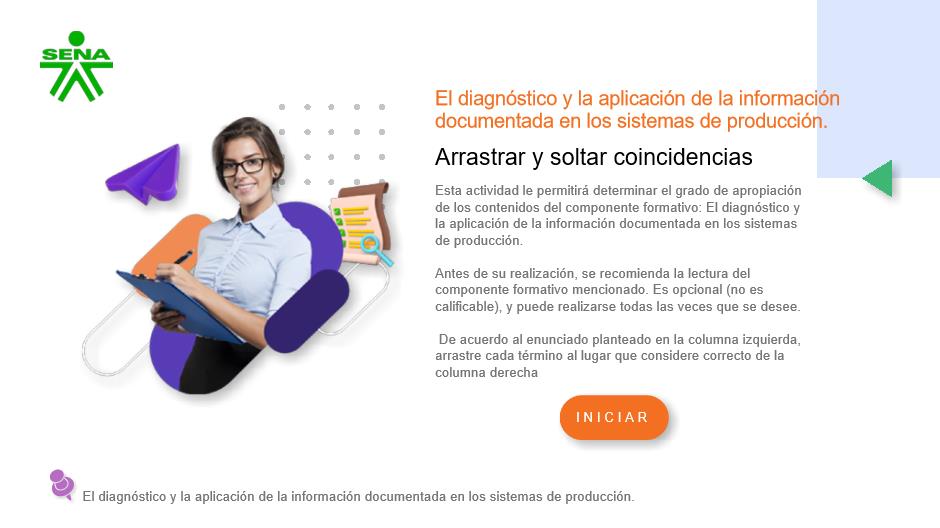 SENA
El diagnóstico y la aplicación de la información
documentada en los sistemas de producción.
Arrastrar y soltar coincidencias
Esta actividad le permitirá determinar el grado de apropiación
de los contenidos del componente formativo: El diagnóstico y
la aplicación de la información documentada en los sistemas
de producción.
Antes de su realización, se recomienda la lectura del
componente formativo mencionado. Es opcional (no es
calificable), y puede realizarse todas las veces que se desee.
De acuerdo al enunciado planteado en la columna izquierda,
arrastre cada término al lugar que considere correcto de la
columna derecha
INICIAR
El diagnóstico y la aplicación de la información documentada en los sistemas de producción.